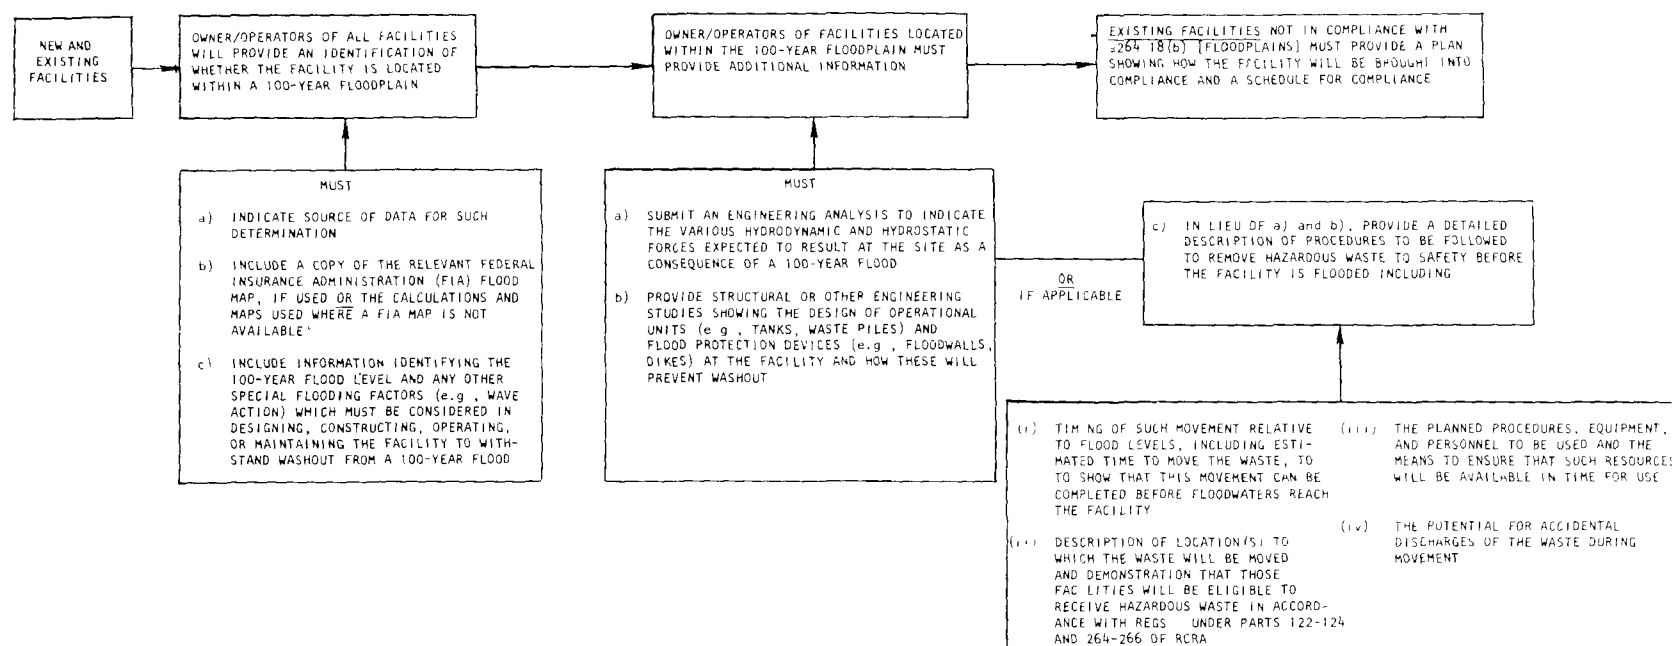 NEW AND
EXISTING
FACILITIES
OWNER/OPERATORS OF ALL FACILITIES
WILL PROVIDE AN IDENTIFICATION OF
WHETHER THE FACILITY IS LOCATED
WITHIN A 100-YEAR FLOODPLAIN
OWNER/OPERATORS OF FACILITIES LOCATED
WITHIN THE 100-YEAR FLOODPLAIN MUST
PROVIDE ADDITIONAL INFORMATION
EXISTING FACILITIES NOT IN COMPLIANCE WITH
§264 18(b) [FLOODPLAINS] MUST PROVIDE A PLAN
SHOWING HOW THE FACILITY WILL BE BROUGHT INTO
COMPLIANCE AND A SCHEDULE FOR COMPLIANCE
MUST
a) INDICATE SOURCE OF DATA FOR SUCH
DETERMINATION
b) INCLUDE A COPY OF THE RELEVANT FEDERAL
INSURANCE ADMINISTRATION (FIA) FLOOD
MAP, IF USED OR THE CALCULATIONS AND
MAPS USED WHERE A FIA MAP IS NOT
AVAILABLE
c) INCLUDE INFORMATION IDENTIFYING THE
100-YEAR FLOOD LEVEL AND ANY OTHER
SPECIAL FLOODING FACTORS (e.g , WAVE
ACTION) WHICH MUST BE CONSIDERED IN
DESIGNING, CONSTRUCTING, OPERATING,
OR MAINTAINING THE FACILITY TO WITH-
STAND WASHOUT FROM A 100-YEAR FLOOD
MUST
a) SUBMIT AN ENGINEERING ANALYSIS TO INDICATE
THE VARIOUS HYDRODYNAMIC AND HYDROSTATIC
FORCES EXPECTED TO RESULT AT THE SITE AS A
CONSEQUENCE OF A 100-YEAR FLOOD
b) PROVIDE STRUCTURAL OR OTHER ENGINEERING
STUDIES SHOWING THE DESIGN OF OPERATIONAL
UNITS (e g , TANKS, WASTE PILES) AND
FLOOD PROTECTION DEVICES (e.g , FLOODWALLS,
DIKES) AT THE FACILITY AND HOW THESE WILL
PREVENT WASHOUT
OR
IF APPLICABLE
c) IN LIEU OF a) and b), PROVIDE A DETAILED
DESCRIPTION OF PROCEDURES TO BE FOLLOWED
TO REMOVE HAZARDOUS WASTE TO SAFETY BEFORE
THE FACILITY IS FLOODED INCLUDING
(i) TIMING OF SUCH MOVEMENT RELATIVE
TO FLOOD LEVELS, INCLUDING ESTI-
MATED TIME TO MOVE THE WASTE, TO
TO SHOW THAT THIS MOVEMENT CAN BE
COMPLETED BEFORE FLOODWATERS REACH
THE FACILITY
(ii) DESCRIPTION OF LOCATION(S) TO
WHICH THE WASTE WILL BE MOVED
AND DEMONSTRATION THAT THOSE
FAC LITIES WILL BE ELIGIBLE TO
RECEIVE HAZARDOUS WASTE IN ACCORD-
ANCE WITH REGS UNDER PARTS 122-124
AND 264-266 OF RCRA
(iii) THE PLANNED PROCEDURES, EQUIPMENT,
AND PERSONNEL TO BE USED AND THE
MEANS TO ENSURE THAT SUCH RESOURCES
WILL BE AVAILABLE IN TIME FOR USE
(iv) THE POTENTIAL FOR ACCIDENTAL
DISCHARGES OF THE WASTE DURING
MOVEMENT